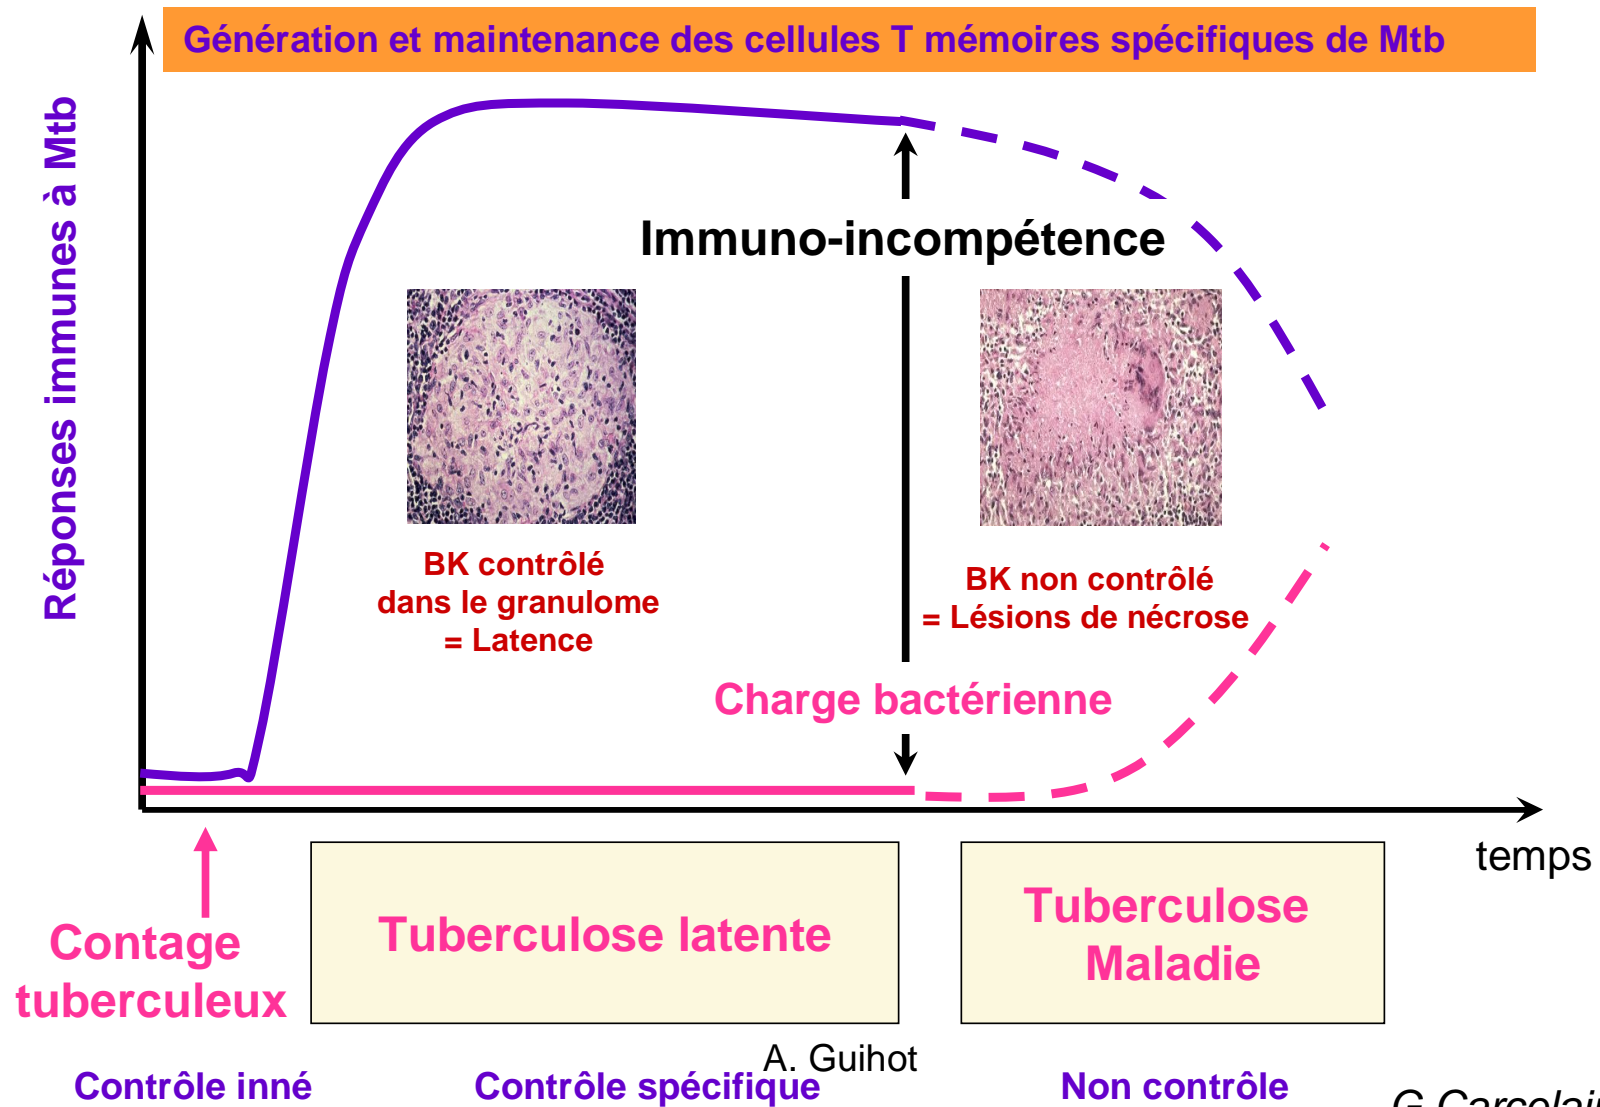 Génération et maintenance des cellules T mémoires spécifiques de Mtb
Réponses immunes à Mtb
Immuno-incompétence
BK contrôlé
dans le granulome
= Latence
BK non contrôlé
= Lésions de nécrose
Charge bactérienne
temps
Contage
tuberculeux
Tuberculose latente
Tuberculose
Maladie
A. Guihot
Contrôle inné
Contrôle spécifique
Non contrôle